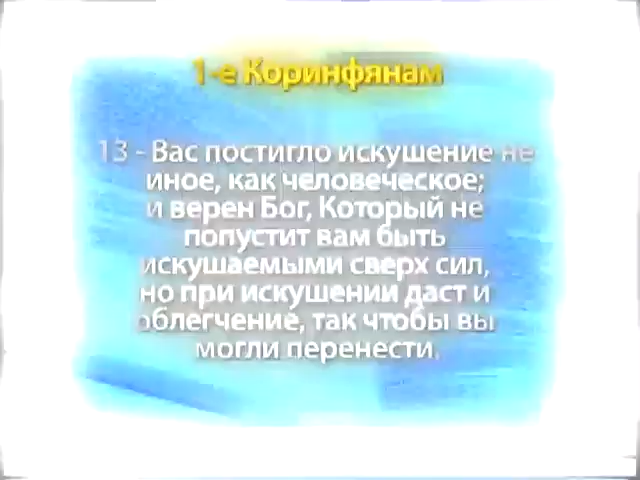 1-е Коринфянам
13 - Вас постигло искушение не
иное, как человеческое;
и верен Бог, Который не
попустит вам быть
искушаемыми сверх сил,
но при искушении даст и
облегчение, так чтобы вы
могли перенести.